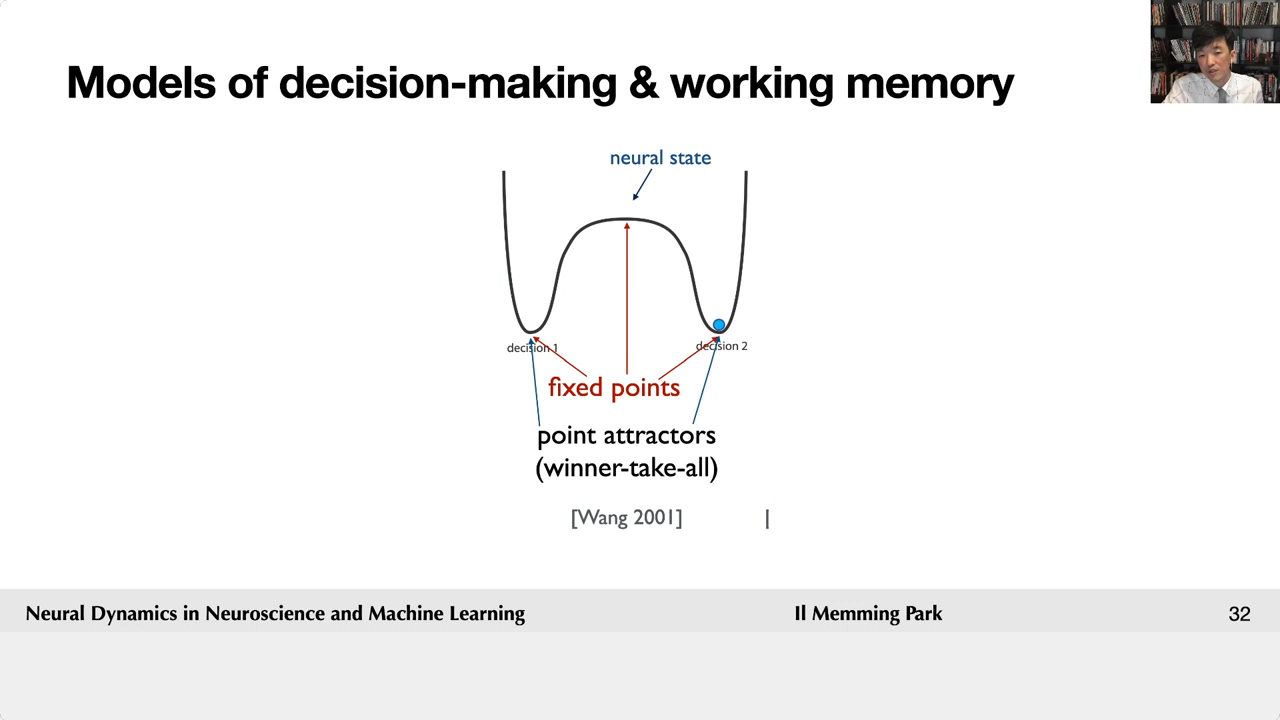 Models of decision-making & working memory
neural state
decision 1
decision 2
fixed points
point attractors
(winner-take-all)
[Wang 2001]
Neural Dynamics in Neuroscience and Machine Learning
Il Memming Park
32